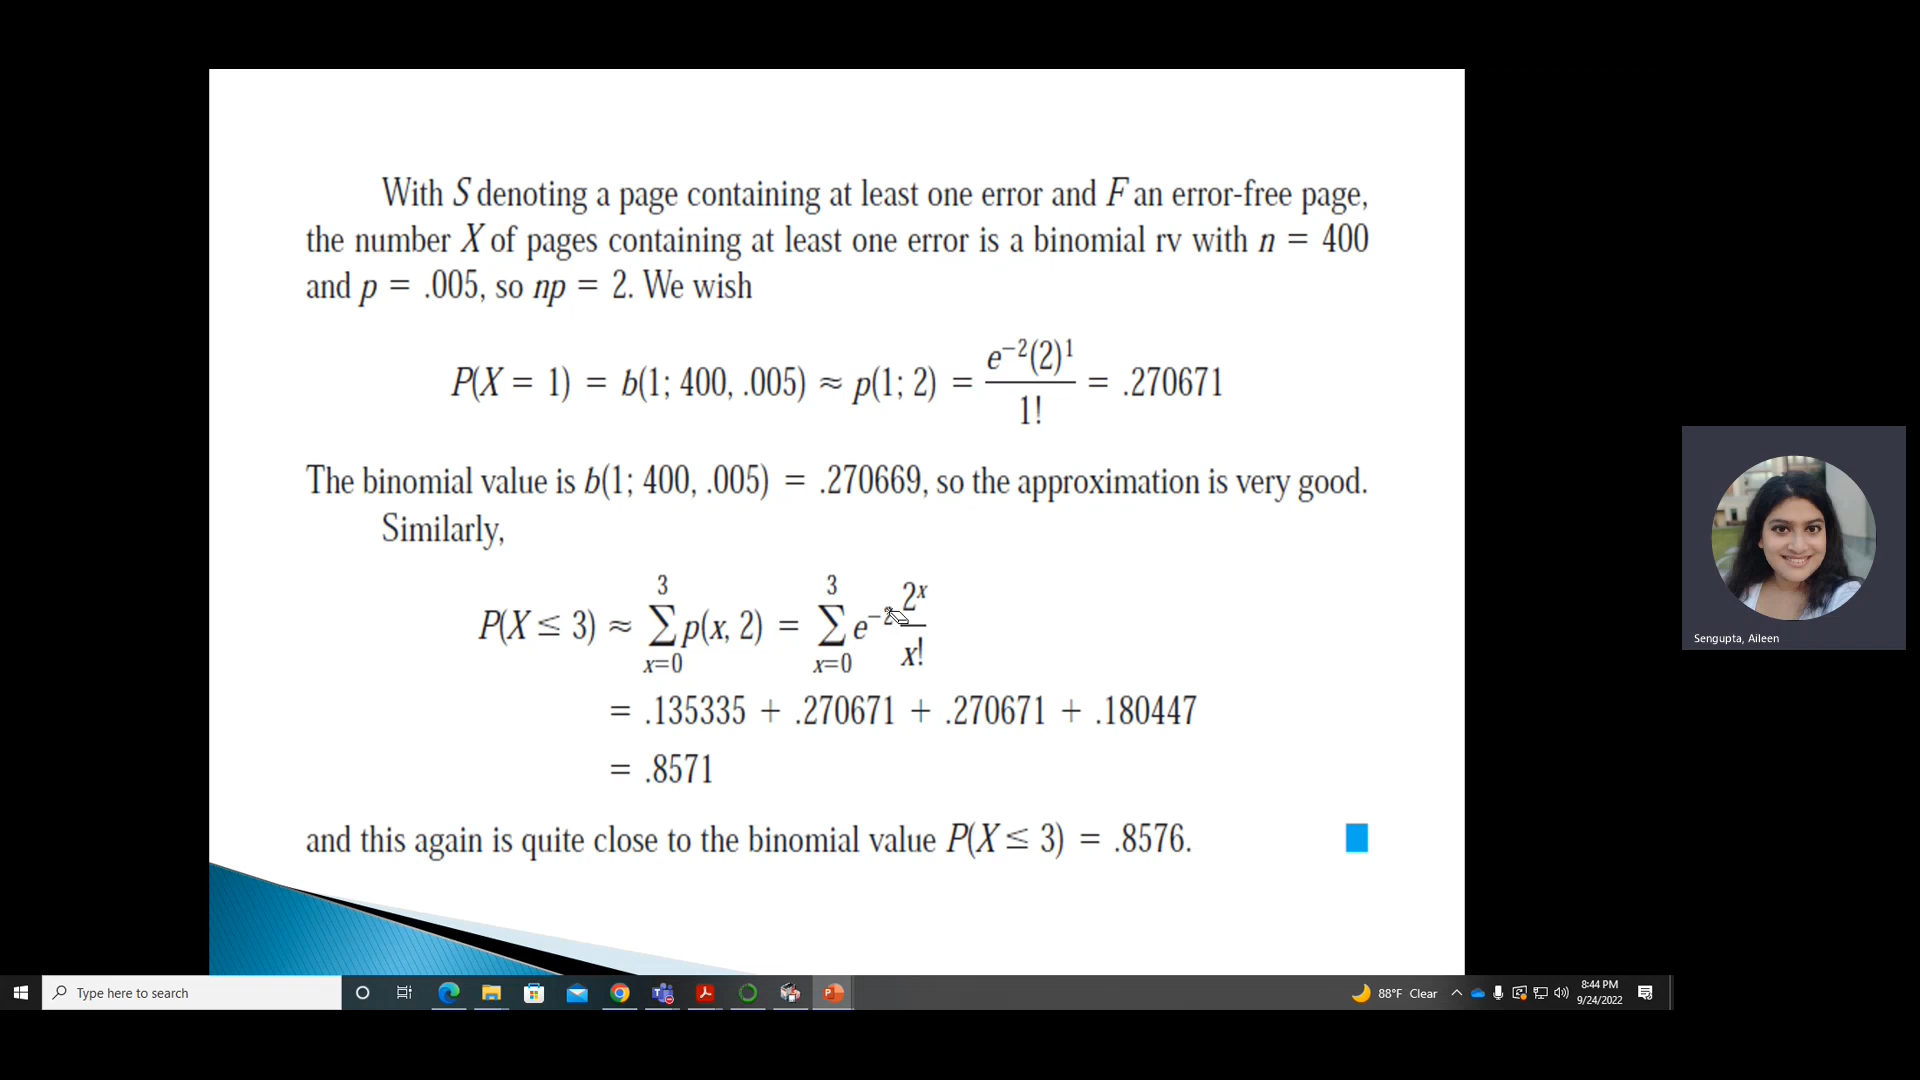 With S denoting a page containing at least one error and F an error-free page,
the number X of pages containing at least one error is a binomial rv with n = 400
and p = .005, so np = 2. We wish
P(X = 1) = b(1; 400, .005) ≈ p(1; 2) = e⁻²(2)¹ / 1! = .270671
The binomial value is b(1; 400, .005) = .270669, so the approximation is very good.
Similarly,
P(X ≤ 3) ≈ ∑_{x=0}^{3} p(x, 2) = ∑_{x=0}^{3} e⁻² 2ˣ / x!
= .135335 + .270671 + .270671 + .180447
= .8571
and this again is quite close to the binomial value P(X ≤ 3) = .8576.
Sengupta, Aileen
Type here to search
88°F Clear
8:44 PM
9/24/2022